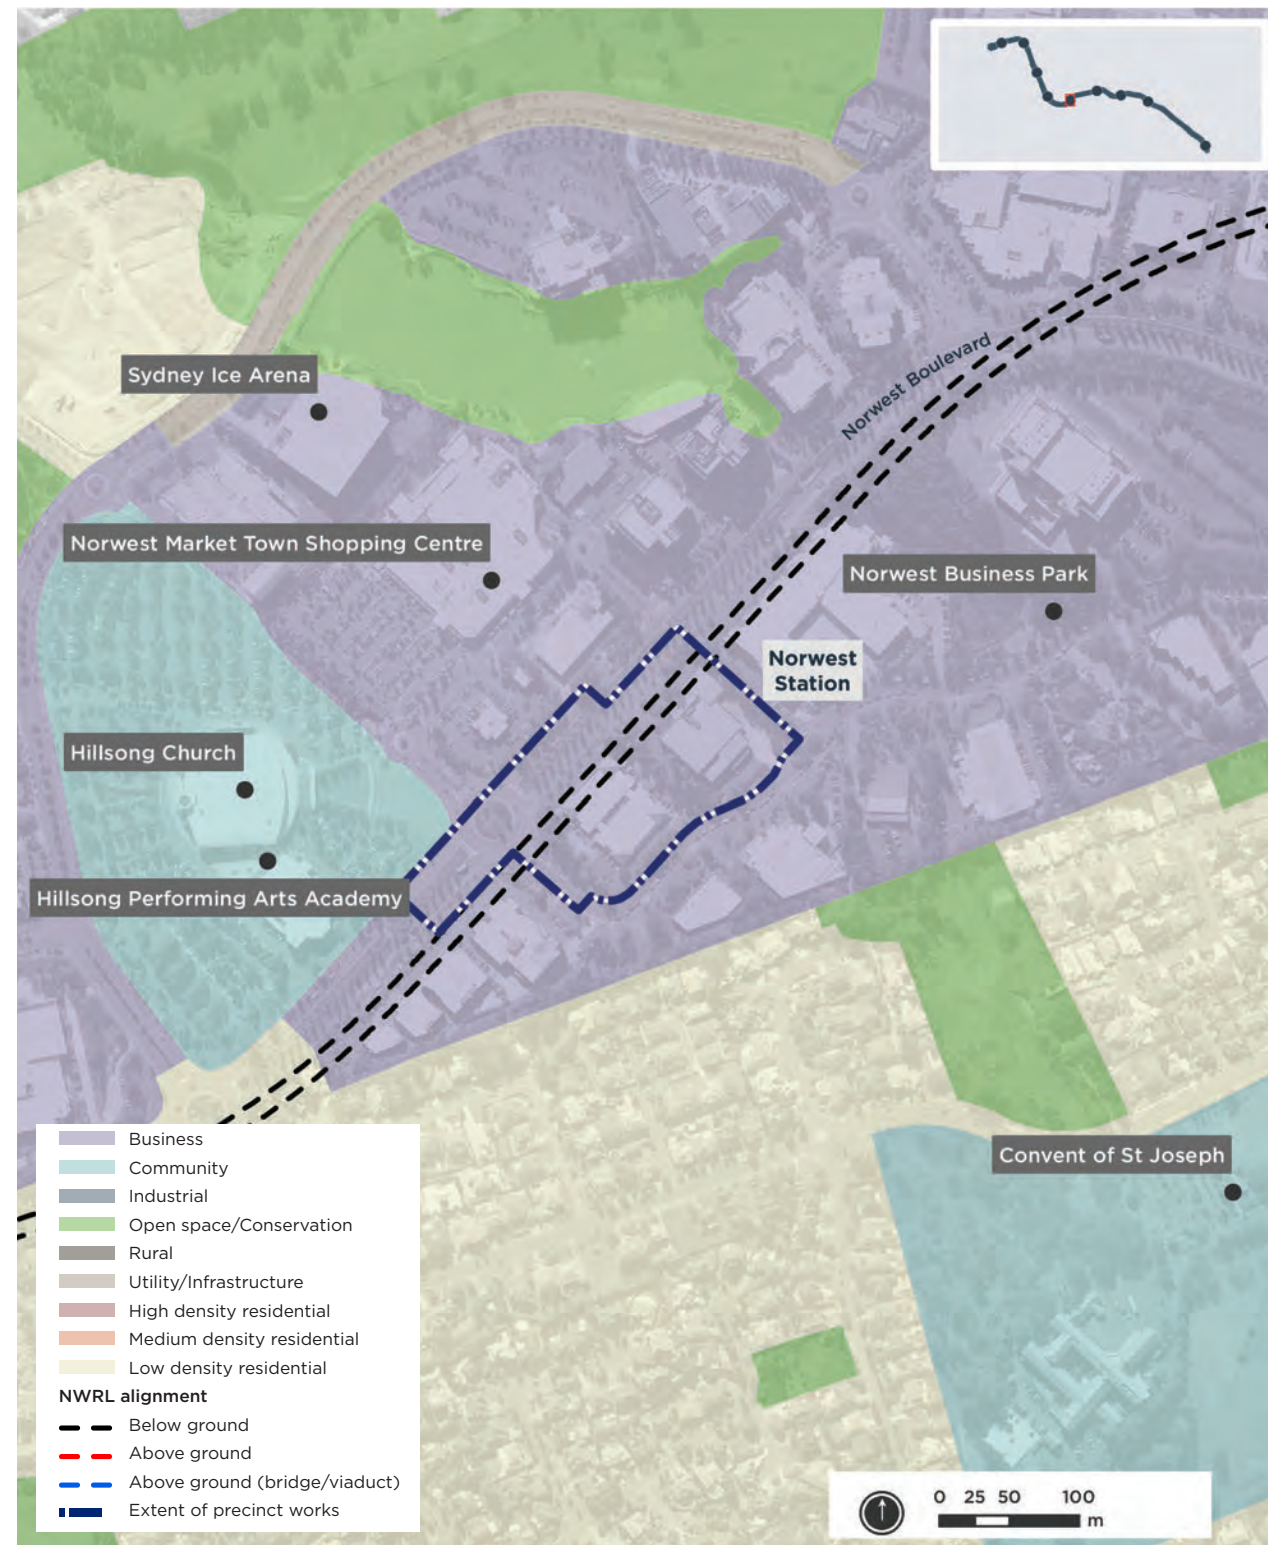 Sydney Ice Arena
Norwest Boulevard
Norwest Market Town Shopping Centre
Norwest Business Park
Norwest
Station
Hillsong Church
Hillsong Performing Arts Academy
Convent of St Joseph
Business
Community
Industrial
Open space/Conservation
Rural
Utility/Infrastructure
High density residential
Medium density residential
Low density residential
NWRL alignment
Below ground
Above ground
Above ground (bridge/viaduct)
Extent of precinct works
0 25 50 100
m